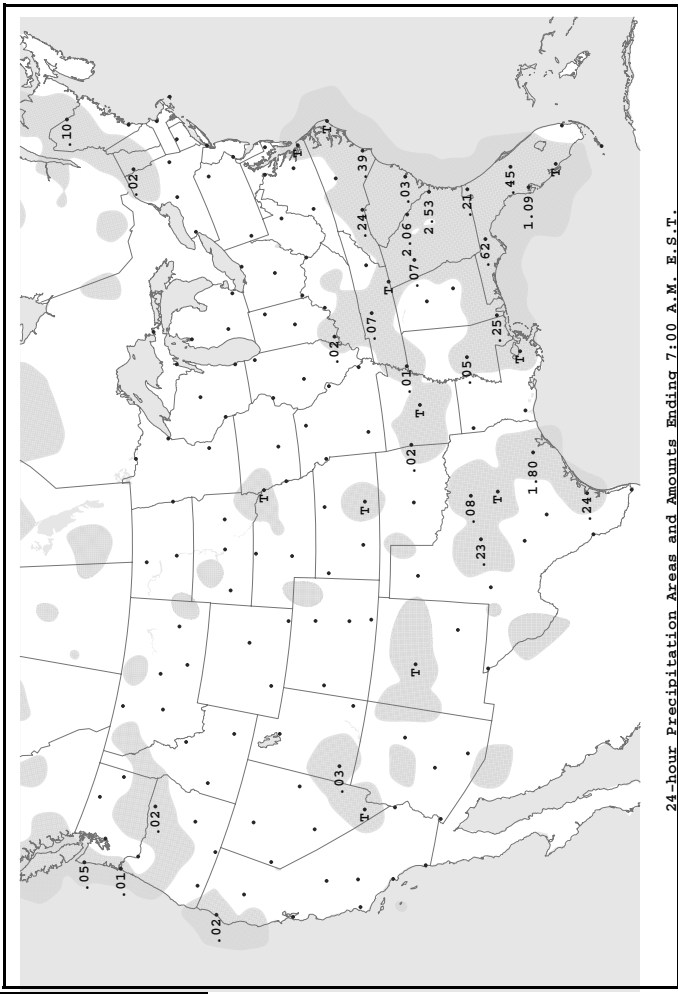 .10
.05
.01
.02
.02
.02
T
T
T
.03
.02
T
T
.24
.39
.07
T
.02
.01
2.06
.03
T
T
.07
2.53
.08
.05
.21
.23
.62
T
.25
.45
T
1.09
1.80
T
.24
24-hour Precipitation Areas and Amounts Ending 7:00 A.M. E.S.T.